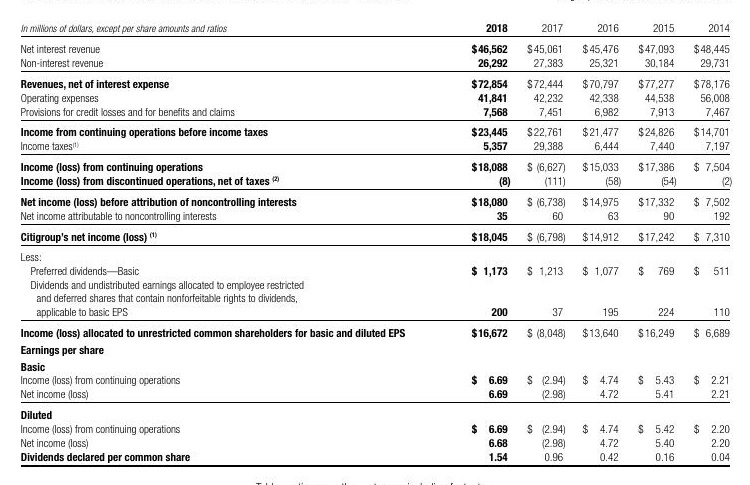 In millions of dollars, except per share amounts and ratios 2018 2017 2016 2015 2014
Net interest revenue $46,562 $45,061 $45,476 $47,093 $48,445
Non-interest revenue 26,292 27,383 25,321 30,184 29,731
Revenues, net of interest expense $72,854 $72,444 $70,797 $77,277 $78,176
Operating expenses 41,841 42,232 42,338 44,538 56,008
Provisions for credit losses and for benefits and claims 7,568 7,451 6,982 7,913 7,467
Income from continuing operations before income taxes $23,445 $22,761 $21,477 $24,826 $14,701
Income taxes(1) 5,357 29,388 6,444 7,440 7,197
Income (loss) from continuing operations $18,088 $ (6,627) $15,033 $17,386 $ 7,504
Income (loss) from discontinued operations, net of taxes (2) (8) (111) (58) (54) (2)
Net income (loss) before attribution of noncontrolling interests $18,080 $ (6,738) $14,975 $17,332 $ 7,502
Net income attributable to noncontrolling interests 35 60 63 90 192
Citigroup's net income (loss) (1) $18,045 $ (6,798) $14,912 $17,242 $ 7,310
Less:
Preferred dividends—Basic $ 1,173 $ 1,213 $ 1,077 $ 769 $ 511
Dividends and undistributed earnings allocated to employee restricted
and deferred shares that contain nonforfeitable rights to dividends,
applicable to basic EPS 200 37 195 224 110
Income (loss) allocated to unrestricted common shareholders for basic and diluted EPS $16,672 $ (8,048) $13,640 $16,249 $ 6,689
Earnings per share
Basic
Income (loss) from continuing operations $ 6.69 $ (2.94) $ 4.74 $ 5.43 $ 2.21
Net income (loss) 6.69 (2.98) 4.72 5.41 2.21
Diluted
Income (loss) from continuing operations $ 6.69 $ (2.94) $ 4.74 $ 5.42 $ 2.20
Net income (loss) 6.68 (2.98) 4.72 5.40 2.20
Dividends declared per common share 1.54 0.96 0.42 0.16 0.04